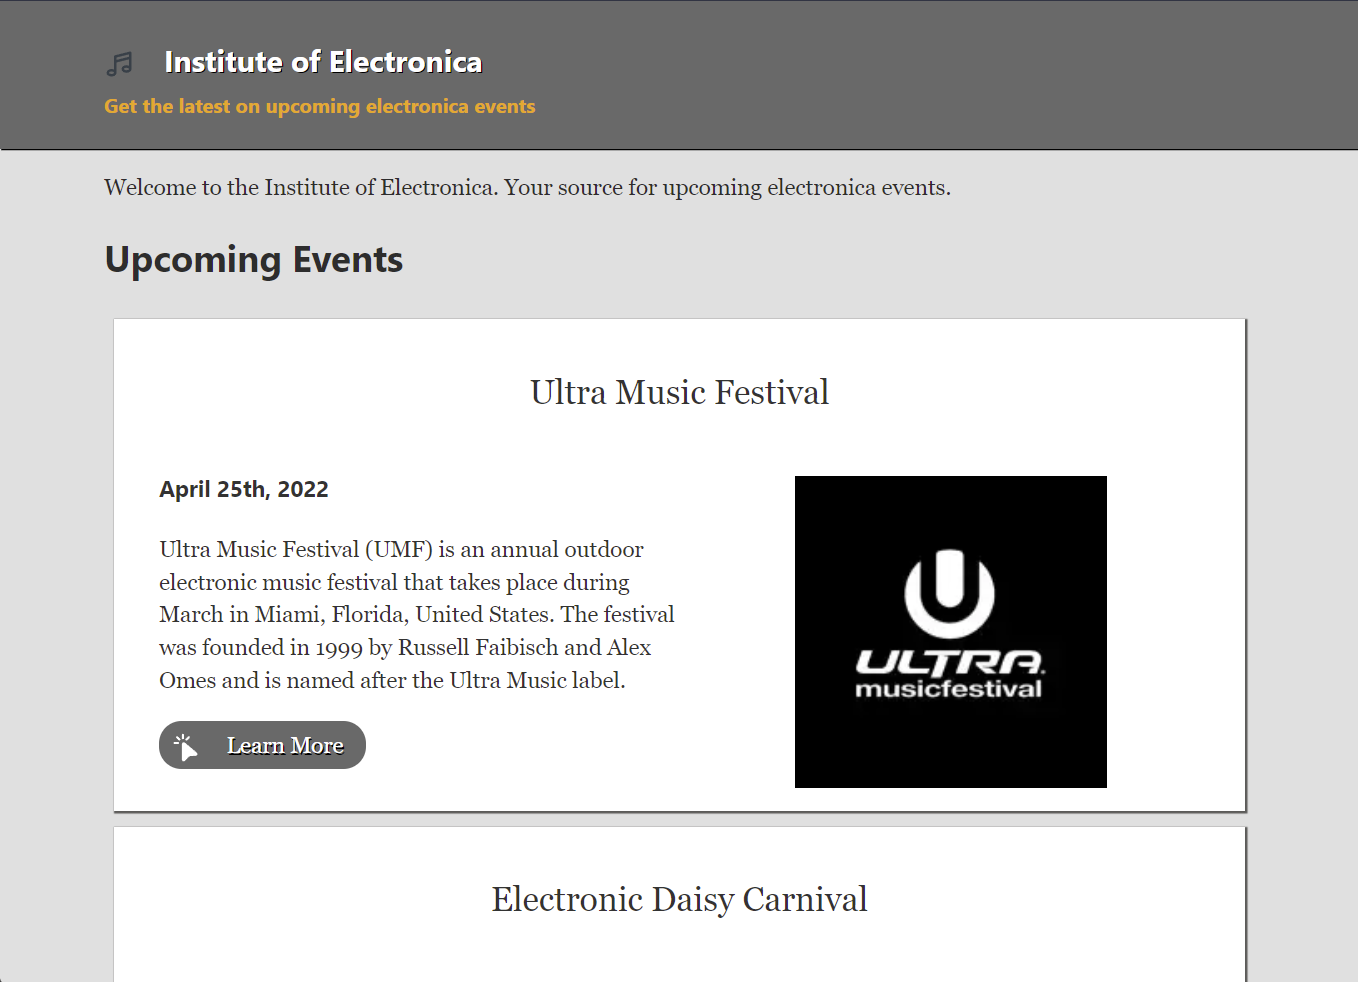 Institute of Electronica
Get the latest on upcoming electronica events
Welcome to the Institute of Electronica. Your source for upcoming electronica events.
Upcoming Events
Ultra Music Festival
April 25th, 2022
Ultra Music Festival (UMF) is an annual outdoor
electronic music festival that takes place during
March in Miami, Florida, United States. The festival
was founded in 1999 by Russell Faibisch and Alex
Omes and is named after the Ultra Music label.
Learn More
ULTRA.
musicfestival
Electronic Daisy Carnival